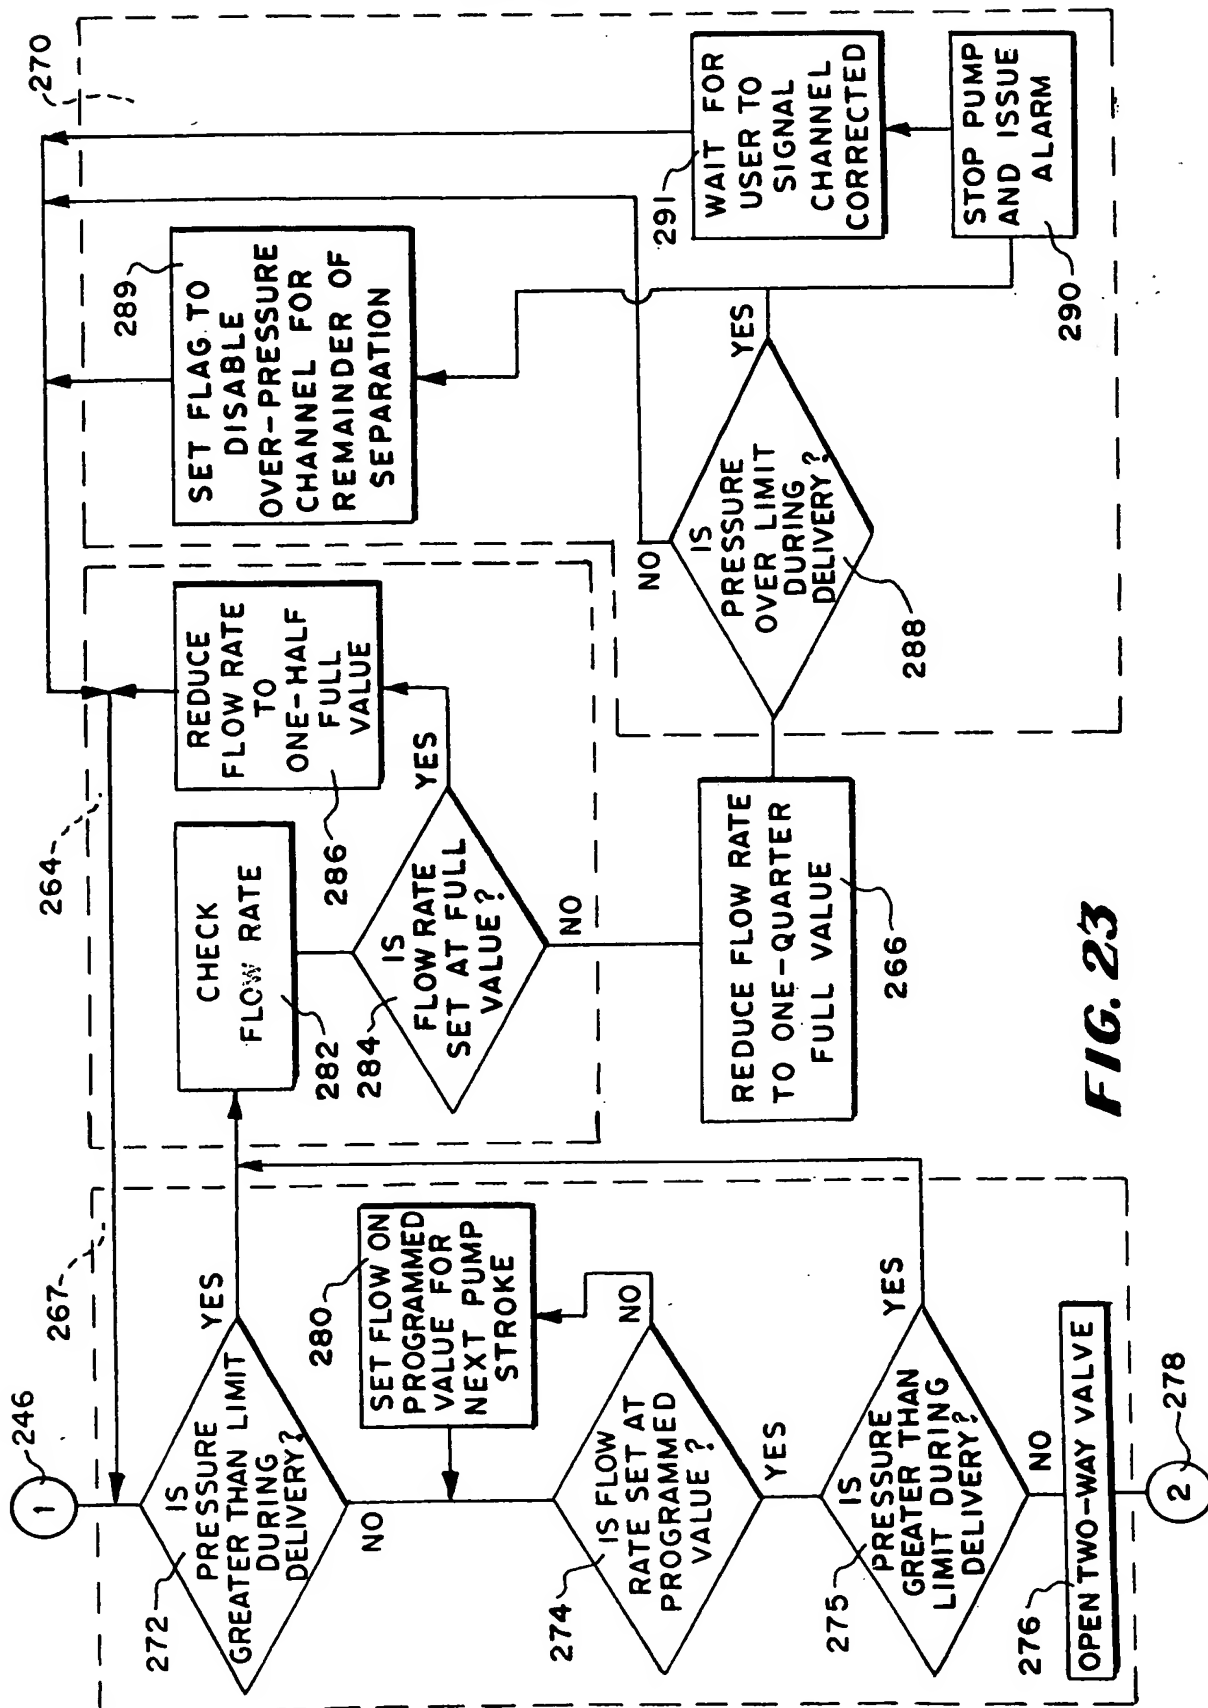 1
246
267
264
270
IS
PRESSURE
GREATER THAN LIMIT
DURING
DELIVERY?
272
YES
NO
280
SET FLOW ON
PROGRAMMED
VALUE FOR
NEXT PUMP
STROKE
274
IS FLOW
RATE SET AT
PROGRAMMED
VALUE?
NO
YES
275
IS
PRESSURE
GREATER THAN
LIMIT DURING
DELIVERY?
YES
NO
276
OPEN TWO-WAY VALVE
2
278
CHECK
FLOW RATE
282
284
IS
FLOW RATE
SET AT FULL
VALUE?
YES
NO
REDUCE
FLOW RATE
TO
ONE-HALF
FULL
VALUE
286
REDUCE FLOW RATE
TO ONE-QUARTER
FULL VALUE
266
IS
PRESSURE
OVER LIMIT
DURING
DELIVERY?
288
NO
YES
289
SET FLAG TO
DISABLE
OVER-PRESSURE
CHANNEL FOR
REMAINDER OF
SEPARATION
291
WAIT FOR
USER TO
SIGNAL
CHANNEL
CORRECTED
STOP PUMP
AND ISSUE
ALARM
290
FIG. 23